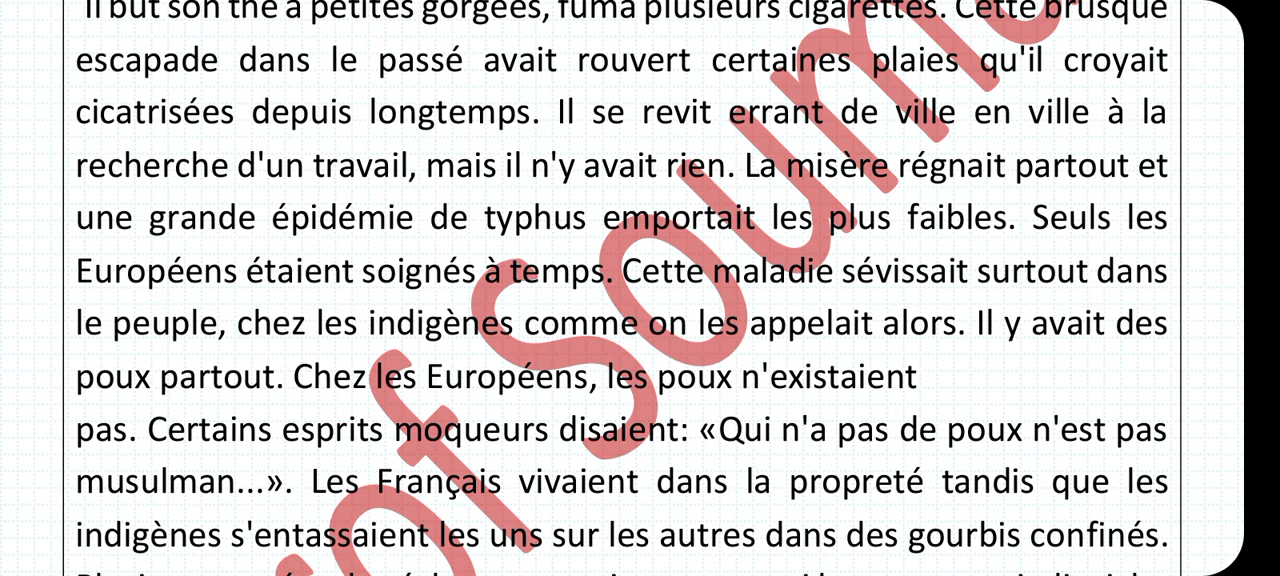 Il but son thé à petites gorgées, fuma plusieurs cigarettes. Cette brusque
escapade dans le passé avait rouvert certaines plaies qu'il croyait
cicatrisées depuis longtemps. Il se revit errant de ville en ville à la
recherche d'un travail, mais il n'y avait rien. La misère régnait partout et
une grande épidémie de typhus emportait les plus faibles. Seuls les
Européens étaient soignés à temps. Cette maladie sévissait surtout dans
le peuple, chez les indigènes comme on les appelait alors. Il y avait des
poux partout. Chez les Européens, les poux n'existaient
pas. Certains esprits moqueurs disaient: «Qui n'a pas de poux n'est pas
musulman...». Les Français vivaient dans la propreté tandis que les
indigènes s'entassaient les uns sur les autres dans des gourbis confinés.
of Soum